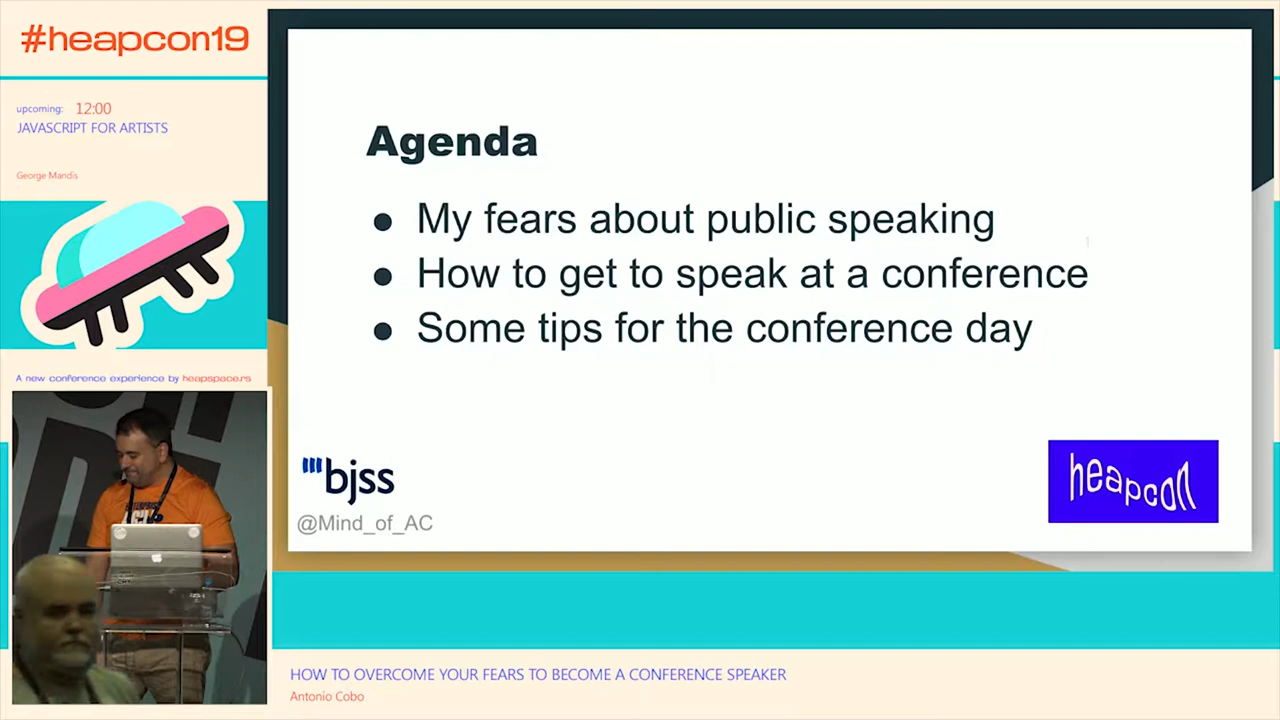 #heapcon19
upcoming: 12:00
JAVASCRIPT FOR ARTISTS
George Mandis
A new conference experience by heapspace.rs
Agenda
● My fears about public speaking
● How to get to speak at a conference
● Some tips for the conference day
bjss
@Mind_of_AC
heapcon
HOW TO OVERCOME YOUR FEARS TO BECOME A CONFERENCE SPEAKER
Antonio Cobo